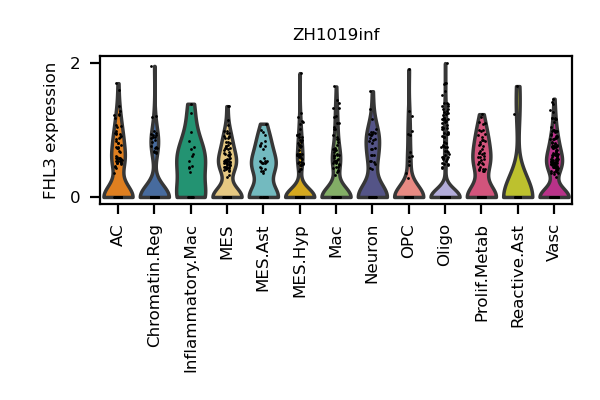 ZH1019inf
FHL3 expression
2
0
AC
Chromatin.Reg
Inflammatory.Mac
MES
MES.Ast
MES.Hyp
Mac
Neuron
OPC
Oligo
Prolif.Metab
Reactive.Ast
Vasc